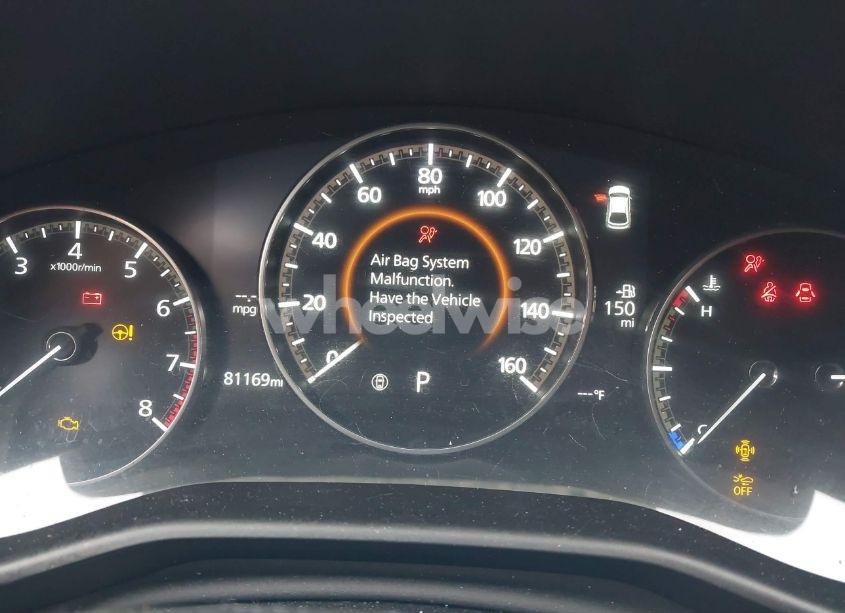 80
mph
60
100
40
120
20
140
0
160
Air Bag System
Malfunction.
Have the Vehicle
Inspected
P
3
4
5
6
7
8
x1000r/min
--.-
mpg
81169mi
150
mi
---°F
H
C
OFF
wheelwise